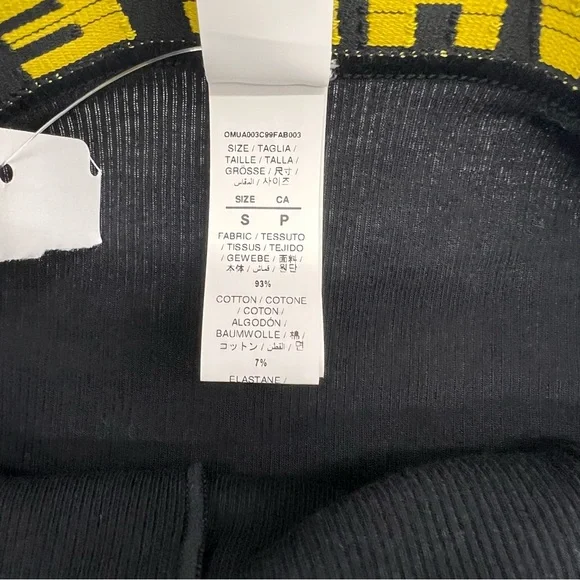 OMUA003C99FAB003
SIZE / TAGLIA /
TAILLE / TALLA /
GRÖSSE / 尺寸 /
المقاس / 사이즈
SIZE CA
S P
FABRIC / TESSUTO
/ TISSUS / TEJIDO
/ GEWEBE / 面料 /
本体 / قماش / 원단
93%
COTTON / COTONE
/ COTON /
ALGODÓN /
BAUMWOLLE / 棉/
コットン / القطن / 면
7%
ELASTANE /